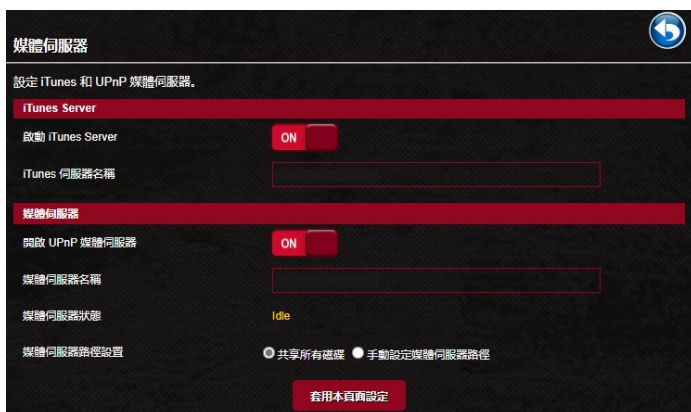 媒體伺服器
設定 iTunes 和 UPnP 媒體伺服器。
iTunes Server
啟動 iTunes Server
ON
iTunes 伺服器名稱
媒體伺服器
開啟 UPnP 媒體伺服器
ON
媒體伺服器名稱
媒體伺服器狀態
Idle
媒體伺服器路徑設置
共享所有磁碟 手動設定媒體伺服器路徑
套用本頁面設定